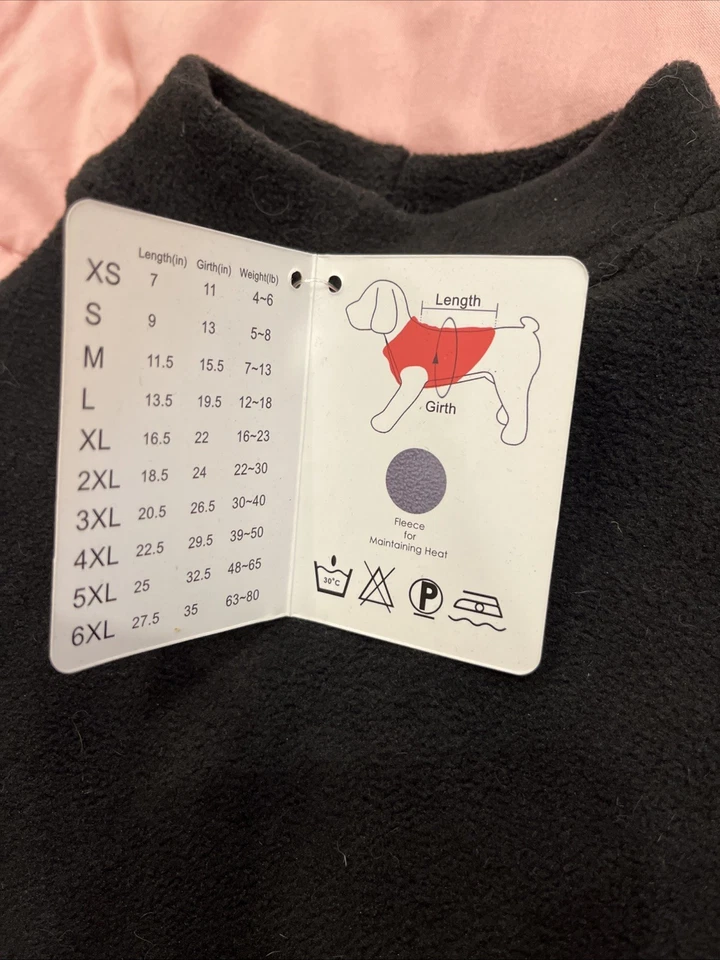 Length(in) Girth(in) Weight(lb)
XS 7 11 4~6
S 9 13 5~8
M 11.5 15.5 7~13
L 13.5 19.5 12~18
XL 16.5 22 16~23
2XL 18.5 24 22~30
3XL 20.5 26.5 30~40
4XL 22.5 29.5 39~50
5XL 25 32.5 48~65
6XL 27.5 35 63~80
Length
Girth
Fleece
for
Maintaining Heat
30°C
P